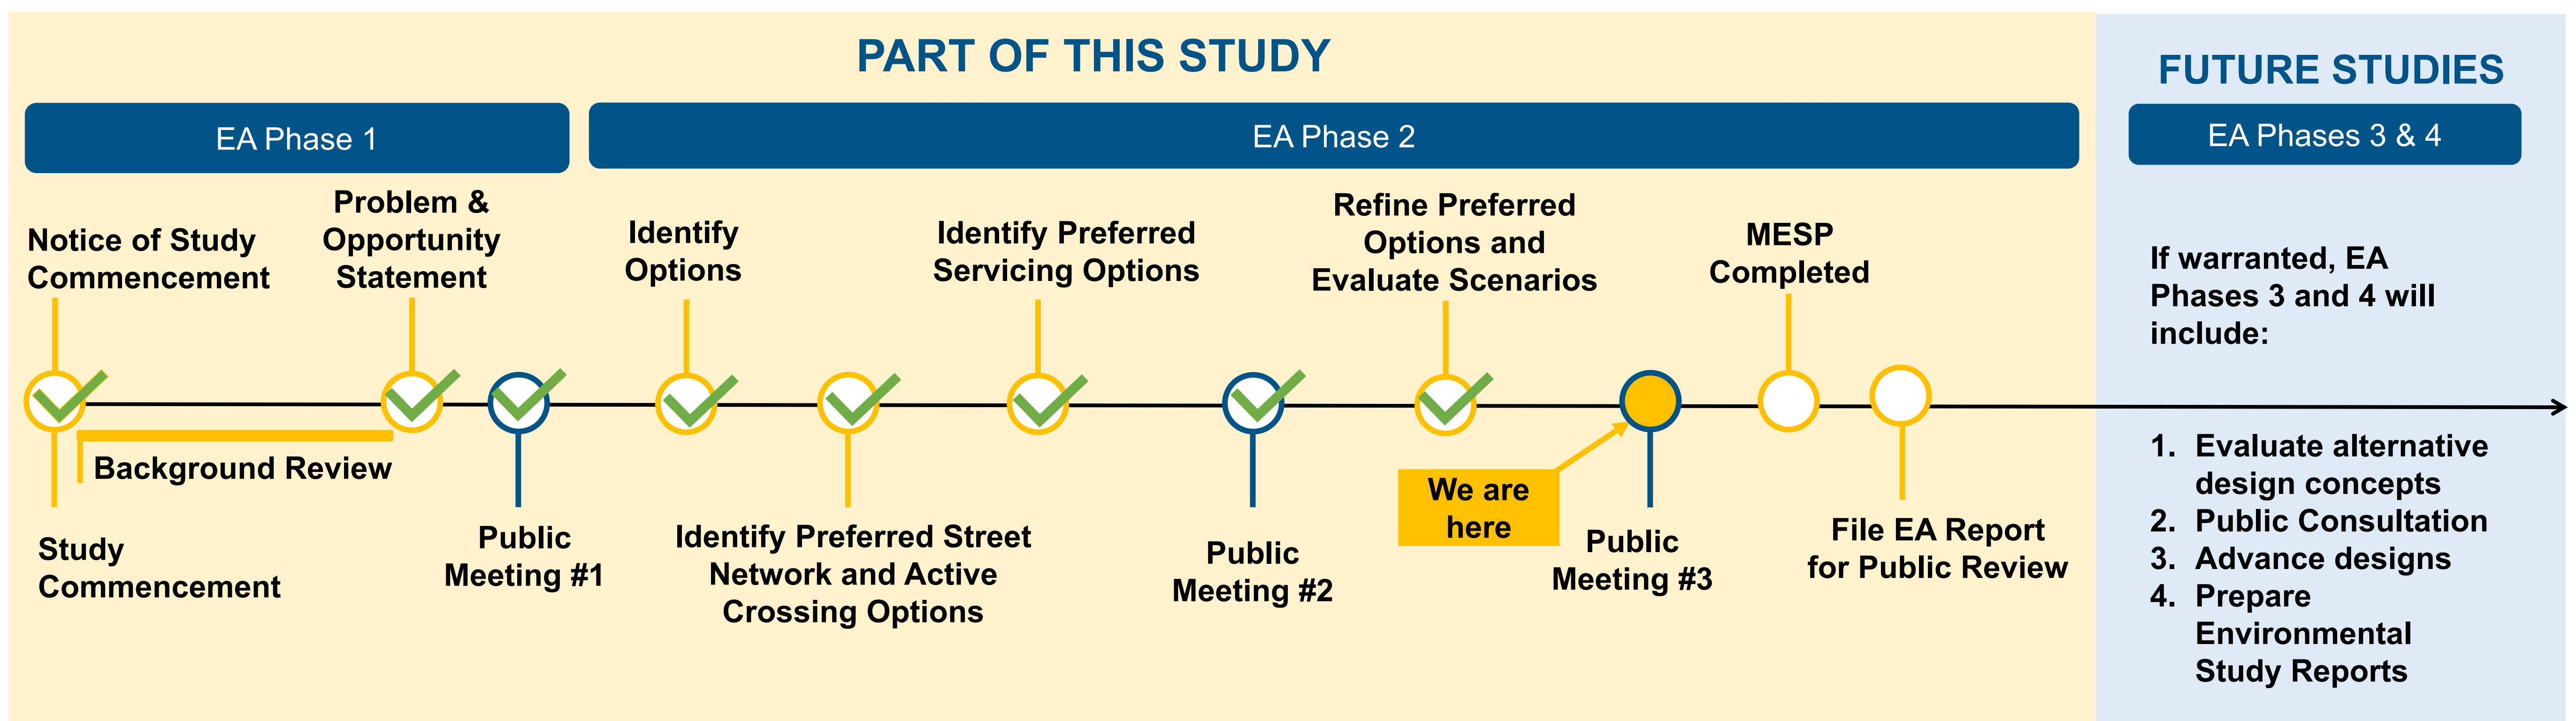 PART OF THIS STUDY
FUTURE STUDIES
EA Phase 1
EA Phase 2
EA Phases 3 & 4
Notice of Study
Commencement
Problem &
Opportunity
Statement
Identify
Options
Identify Preferred
Servicing Options
Refine Preferred
Options and
Evaluate Scenarios
MESP
Completed
If warranted, EA
Phases 3 and 4 will
include:
Background Review
Study
Commencement
Public
Meeting #1
Identify Preferred Street
Network and Active
Crossing Options
Public
Meeting #2
We are
here
Public
Meeting #3
File EA Report
for Public Review
1. Evaluate alternative
design concepts
2. Public Consultation
3. Advance designs
4. Prepare
Environmental
Study Reports